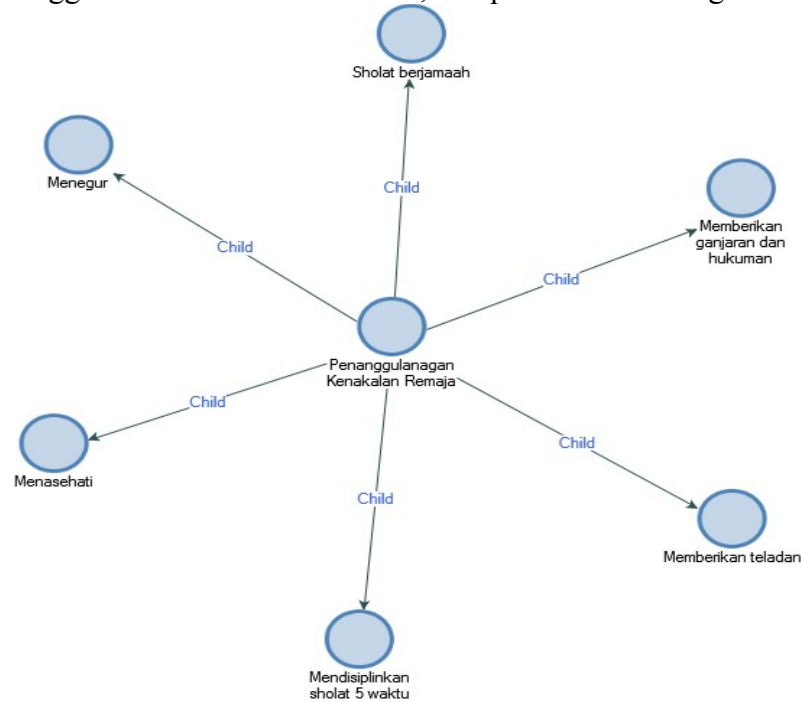 Sholat berjamaah
Child
Menegur
Child
Memberikan
ganjaran dan
hukuman
Child
Penanggulanagan
Kenakalan Remaja
Child
Menasehati
Child
Memberikan teladan
Child
Mendisiplinkan
sholat 5 waktu